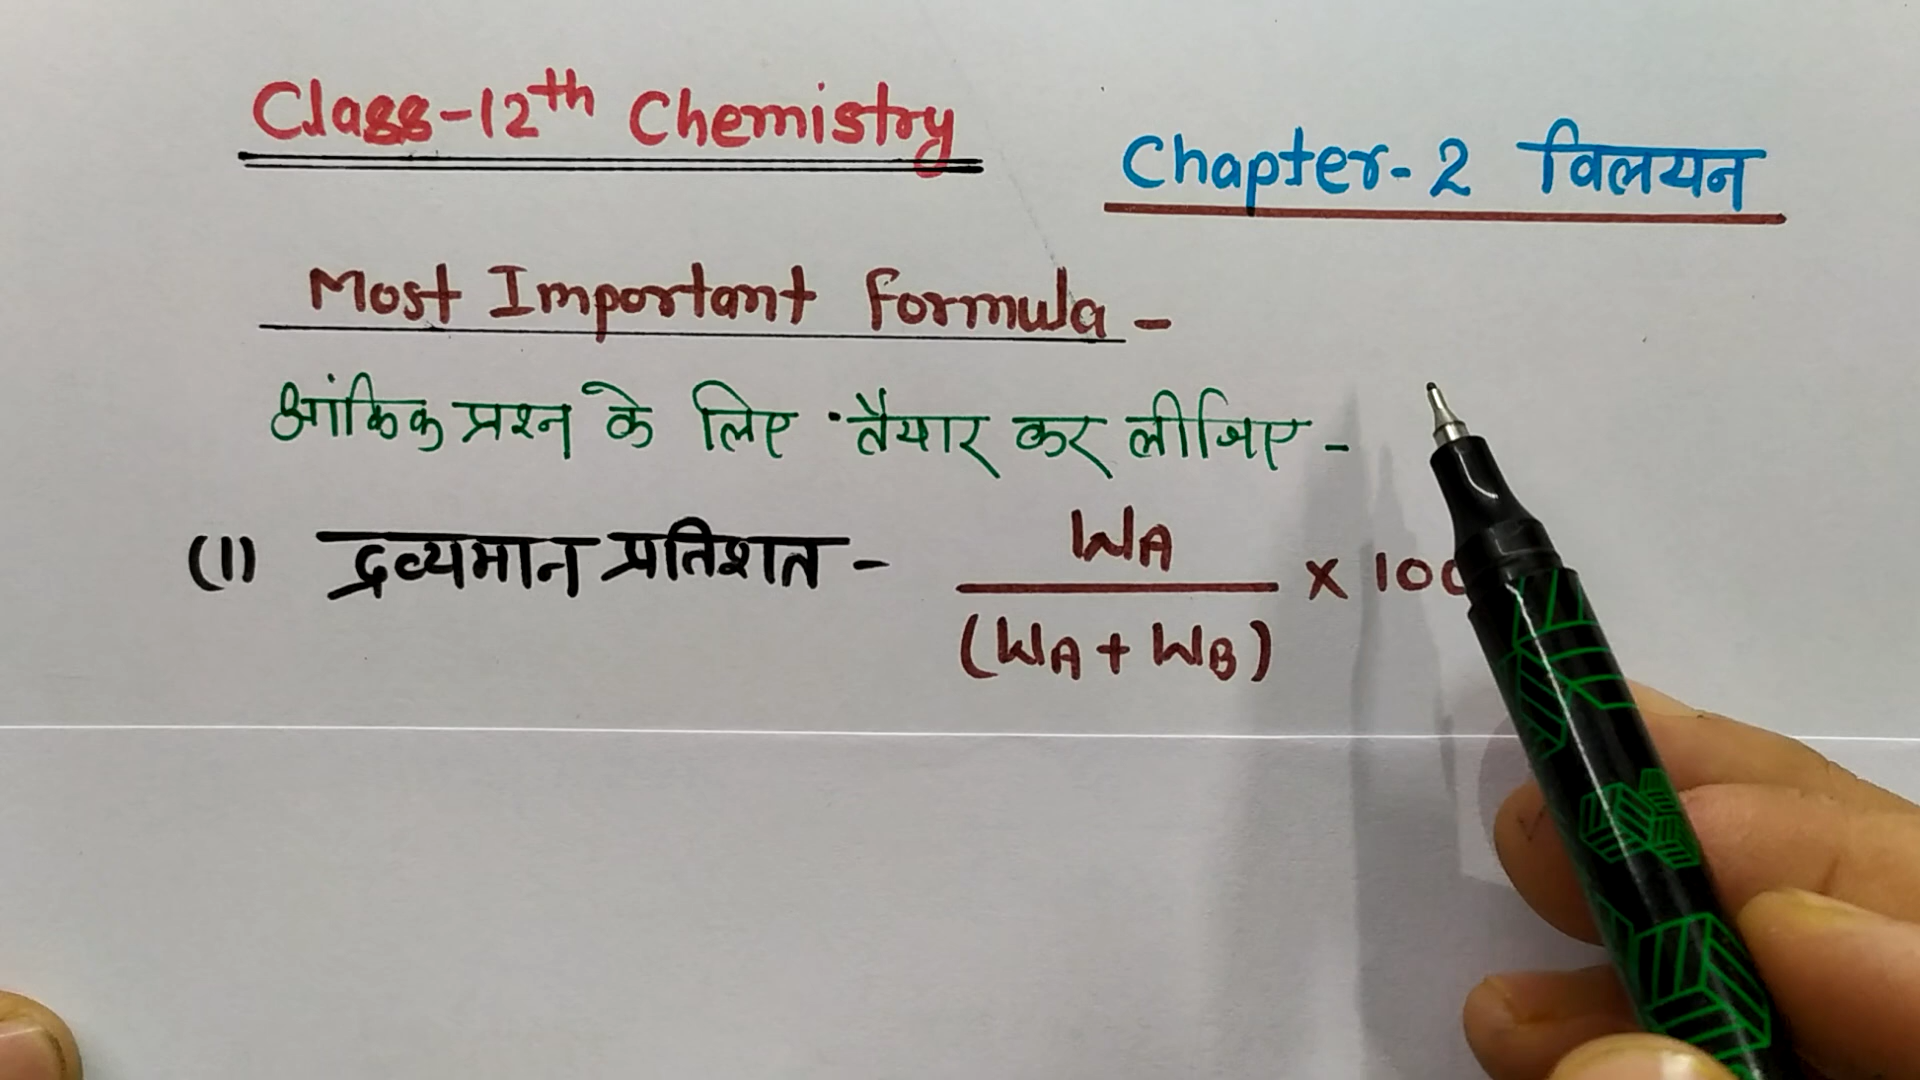 Class-12th Chemistry
Chapter-2 विलयन
Most Important Formula -
आंकिक प्रश्न के लिए तैयार कर लीजिए -
(1) द्रव्यमान प्रतिशत - WA / (WA + WB) x 100